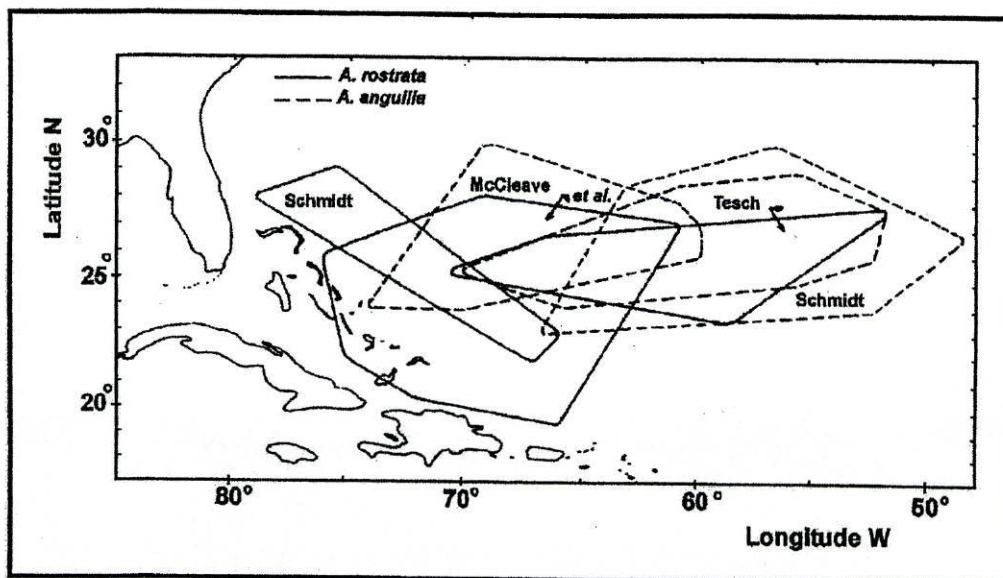 A. rostrata
A. anguilla
Latitude N
30°
25°
20°
Schmidt
McCleave
et al.
Tesch
Schmidt
80°
70°
60°
50°
Longitude W